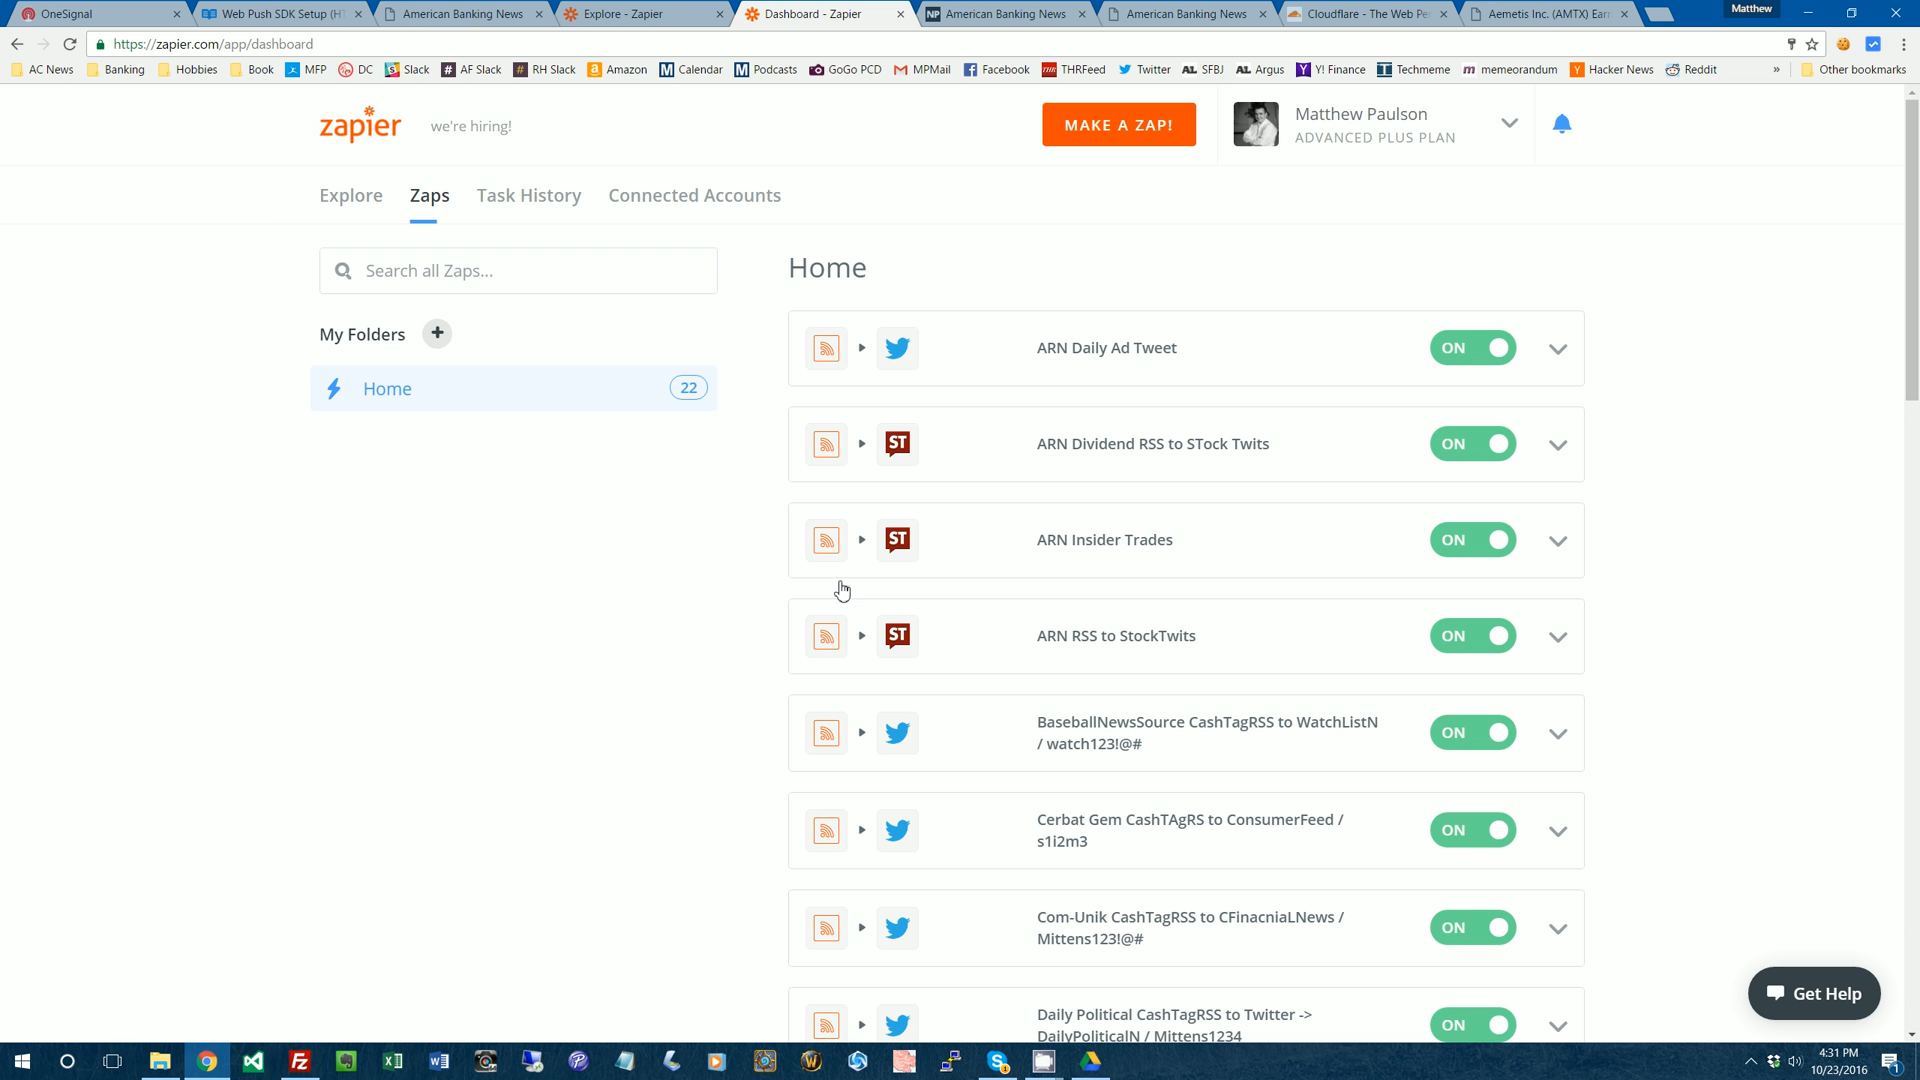 OneSignal
Web Push SDK Setup (HT
American Banking News
Explore - Zapier
Dashboard - Zapier
American Banking News
American Banking News
Cloudflare - The Web Pe
Aemetis Inc. (AMTX) Earn
Matthew
https://zapier.com/app/dashboard
AC News
Banking
Hobbies
Book
MFP
DC
Slack
AF Slack
RH Slack
Amazon
Calendar
Podcasts
GoGo PCD
MPMail
Facebook
THRFeed
Twitter
SFBJ
Argus
Y! Finance
Techmeme
memeorandum
Hacker News
Reddit
Other bookmarks
zapier
we're hiring!
MAKE A ZAP!
Matthew Paulson
ADVANCED PLUS PLAN
Explore
Zaps
Task History
Connected Accounts
Search all Zaps...
My Folders
Home
22
Home
ARN Daily Ad Tweet
ON
ST
ARN Dividend RSS to STock Twits
ON
ST
ARN Insider Trades
ON
ST
ARN RSS to StockTwits
ON
BaseballNewsSource CashTagRSS to WatchListN
/ watch123!@#
ON
Cerbat Gem CashTAgRS to ConsumerFeed /
s1i2m3
ON
Com-Unik CashTagRSS to CFinacniaLNews /
Mittens123!@#
ON
Daily Political CashTagRSS to Twitter ->
DailyPoliticalN / Mittens1234
ON
Get Help
4:31 PM
10/23/2016